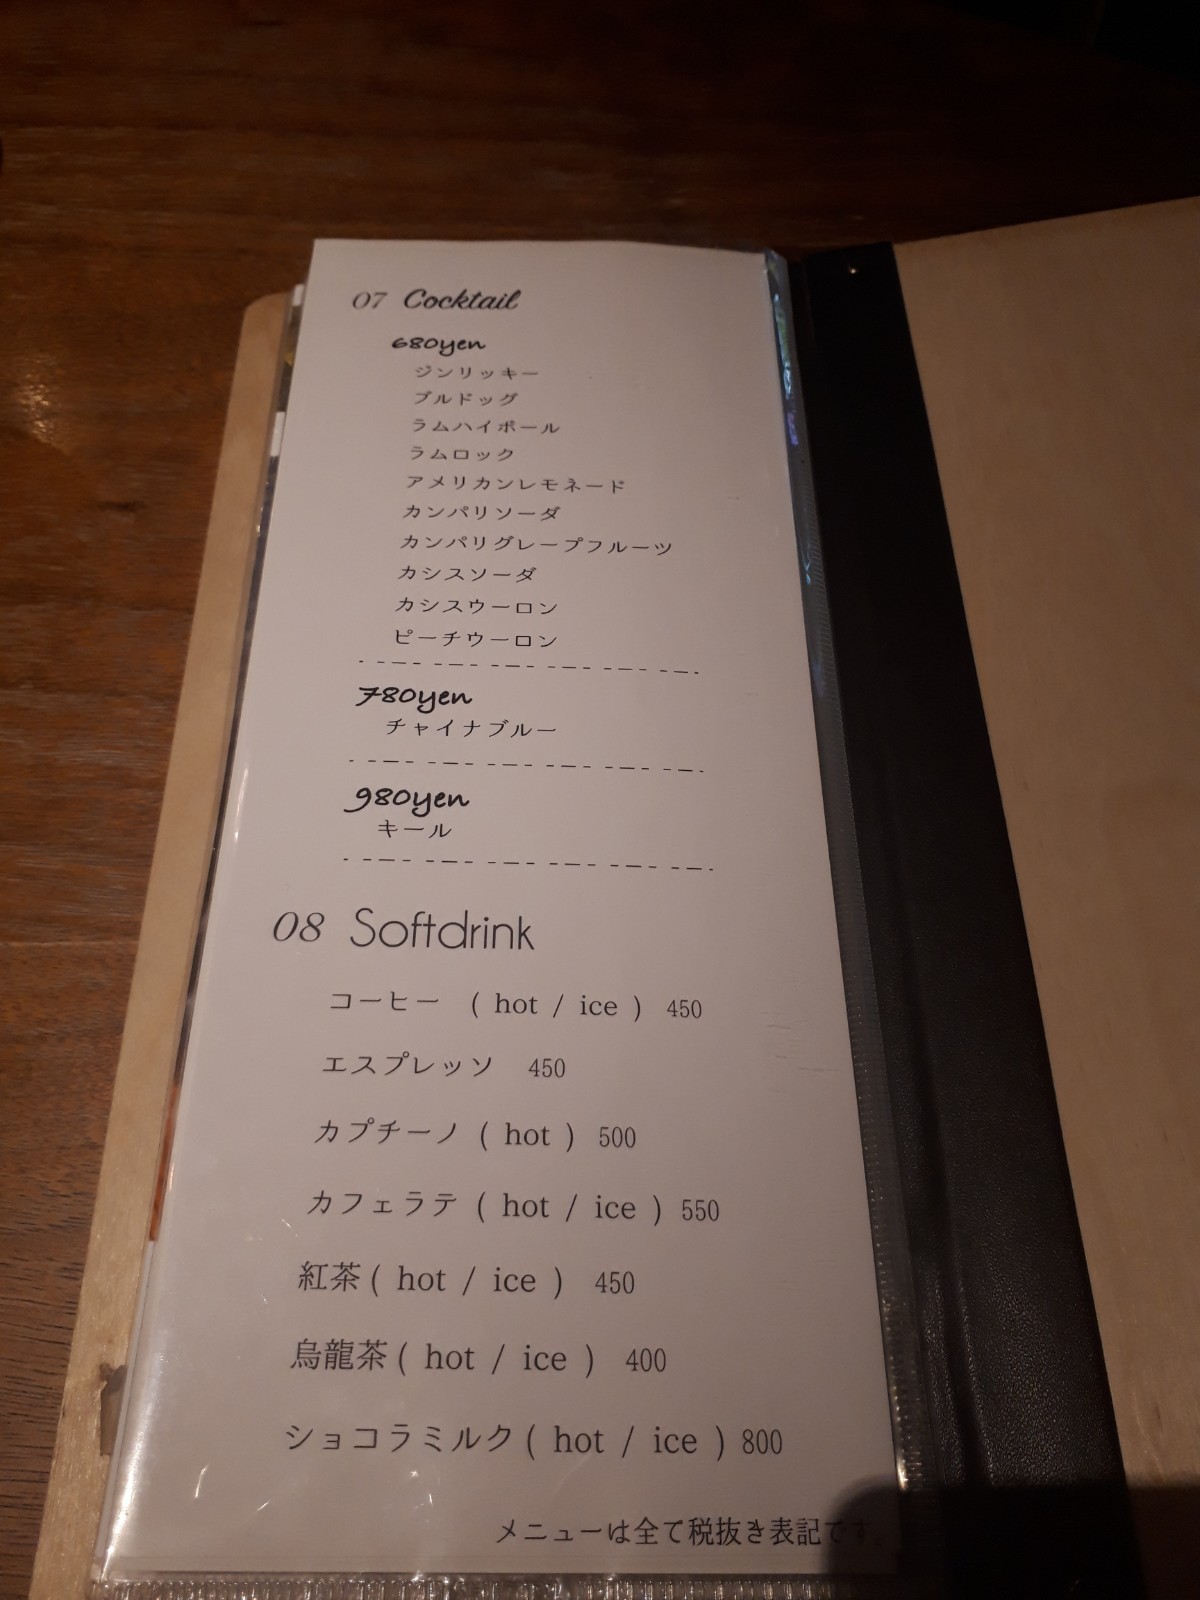 07 Cocktail
680yen
ジンリッキー
ブルドッグ
ラムハイボール
ラムロック
アメリカンレモネード
カンパリソーダ
カンパリグレープフルーツ
カシスソーダ
カシスウーロン
ピーチウーロン
780yen
チャイナブルー
980yen
キール
08 Softdrink
コーヒー ( hot / ice ) 450
エスプレッソ 450
カプチーノ ( hot ) 500
カフェラテ ( hot / ice ) 550
紅茶 ( hot / ice ) 450
烏龍茶 ( hot / ice ) 400
ショコラミルク ( hot / ice ) 800
メニューは全て税抜き表記です。